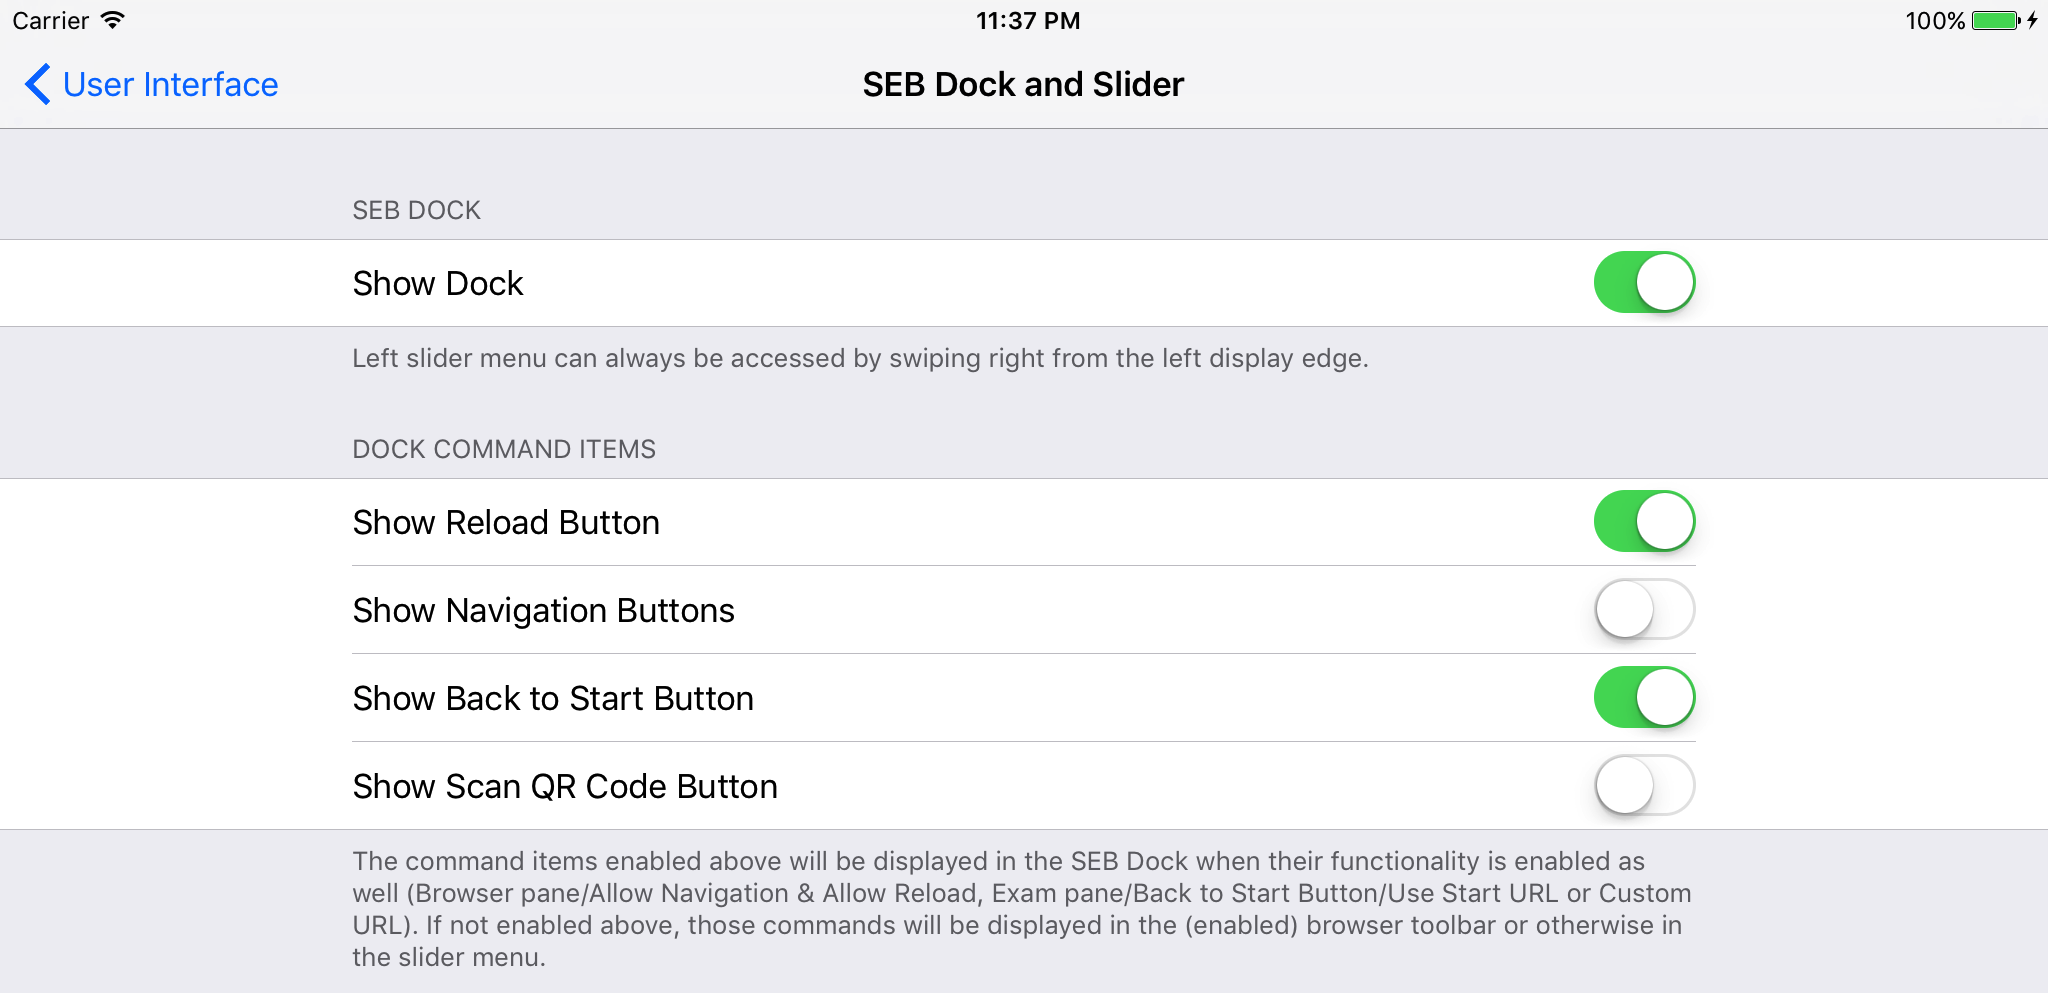 Carrier 11:37 PM 100%
User Interface SEB Dock and Slider
SEB DOCK
Show Dock
Left slider menu can always be accessed by swiping right from the left display edge.
DOCK COMMAND ITEMS
Show Reload Button
Show Navigation Buttons
Show Back to Start Button
Show Scan QR Code Button
The command items enabled above will be displayed in the SEB Dock when their functionality is enabled as
well (Browser pane/Allow Navigation & Allow Reload, Exam pane/Back to Start Button/Use Start URL or Custom
URL). If not enabled above, those commands will be displayed in the (enabled) browser toolbar or otherwise in
the slider menu.